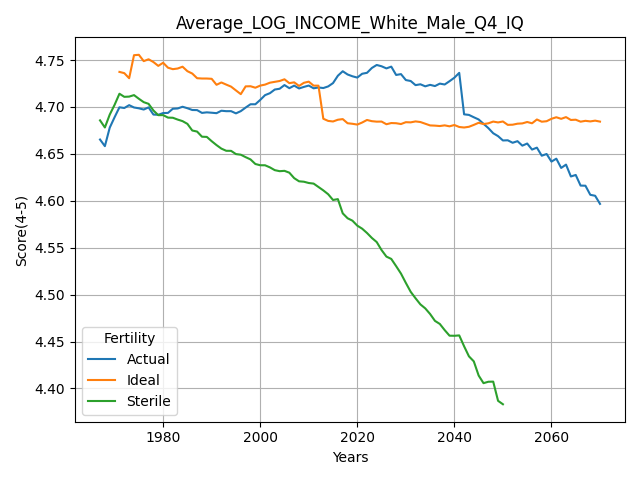 Average_LOG_INCOME_White_Male_Q4_IQ
Score(4-5)
4.75
4.70
4.65
4.60
4.55
4.50
4.45
4.40
Fertility
Actual
Ideal
Sterile
1980 2000 2020 2040 2060
Years